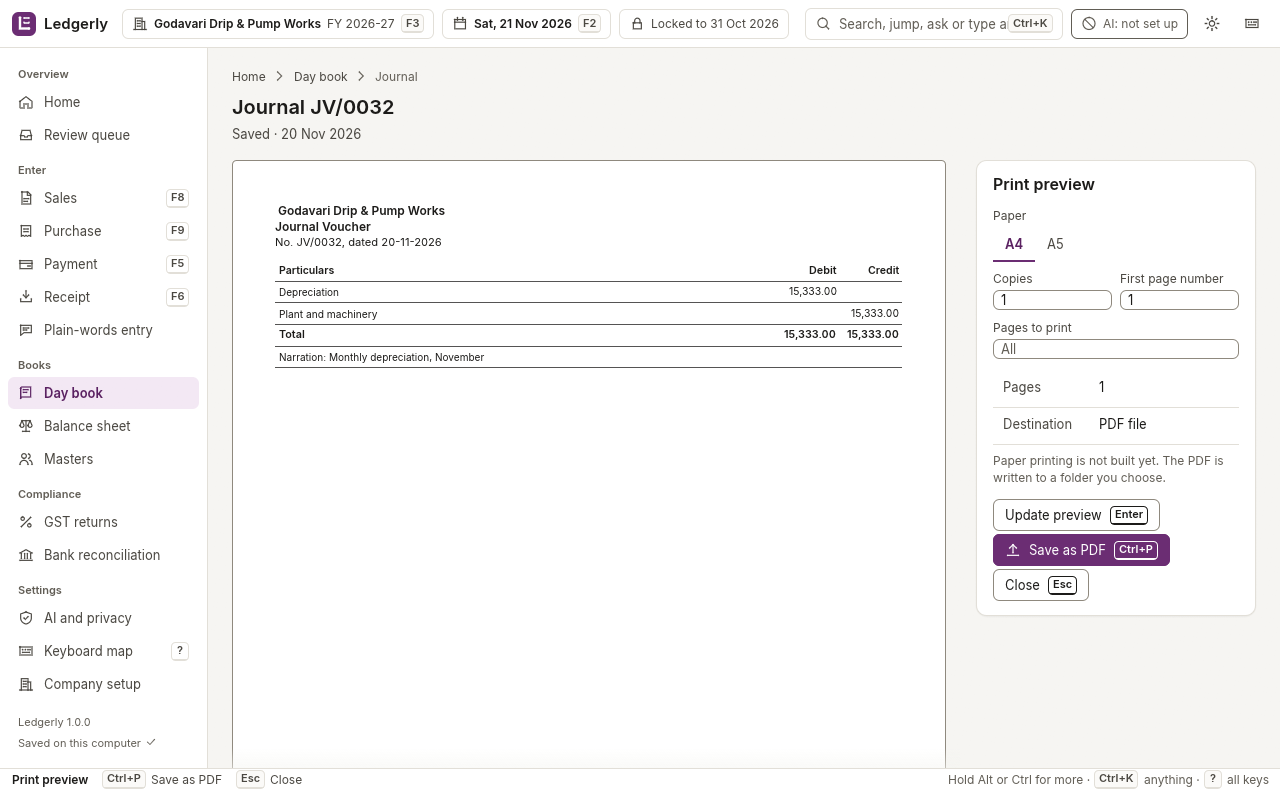 Ledgerly
Godavari Drip & Pump Works FY 2026-27 F3
Sat, 21 Nov 2026 F2
Locked to 31 Oct 2026
Search, jump, ask or type a Ctrl+K
AI: not set up
Overview
Home
Review queue
Enter
Sales F8
Purchase F9
Payment F5
Receipt F6
Plain-words entry
Books
Day book
Balance sheet
Masters
Compliance
GST returns
Bank reconciliation
Settings
AI and privacy
Keyboard map ?
Company setup
Ledgerly 1.0.0
Saved on this computer
Home Day book Journal
Journal JV/0032
Saved · 20 Nov 2026
Godavari Drip & Pump Works
Journal Voucher
No. JV/0032, dated 20-11-2026
Particulars Debit Credit
Depreciation 15,333.00
Plant and machinery 15,333.00
Total 15,333.00 15,333.00
Narration: Monthly depreciation, November
Print preview
Paper
A4 A5
Copies First page number
1 1
Pages to print
All
Pages 1
Destination PDF file
Paper printing is not built yet. The PDF is
written to a folder you choose.
Update preview Enter
Save as PDF Ctrl+P
Close Esc
Print preview Ctrl+P Save as PDF Esc Close
Hold Alt or Ctrl for more · Ctrl+K anything · ? all keys